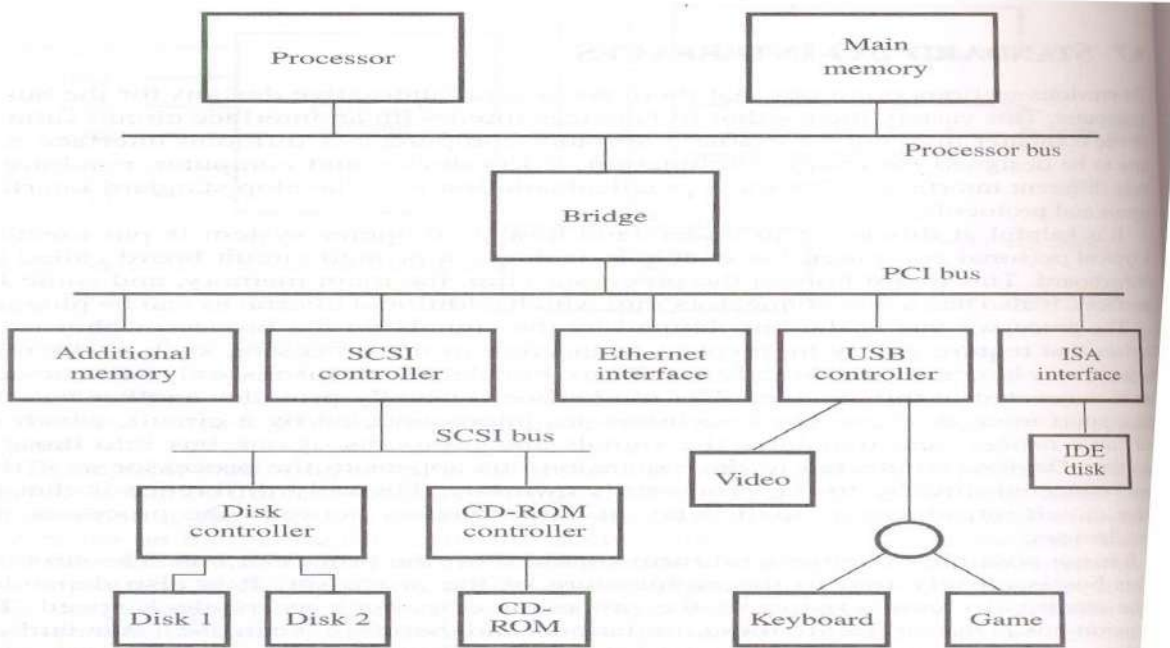 Processor
Main
memory
Processor bus
Bridge
PCI bus
Additional
memory
SCSI
controller
Ethernet
interface
USB
controller
ISA
interface
SCSI bus
IDE
disk
Video
Disk
controller
CD-ROM
controller
Disk 1
Disk 2
CD-
ROM
Keyboard
Game